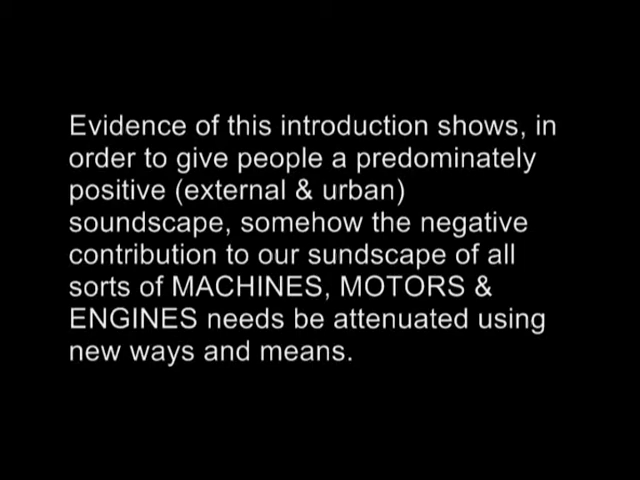 Evidence of this introduction shows, in
order to give people a predominately
positive (external & urban)
soundscape, somehow the negative
contribution to our sundscape of all
sorts of MACHINES, MOTORS &
ENGINES needs be attenuated using
new ways and means.